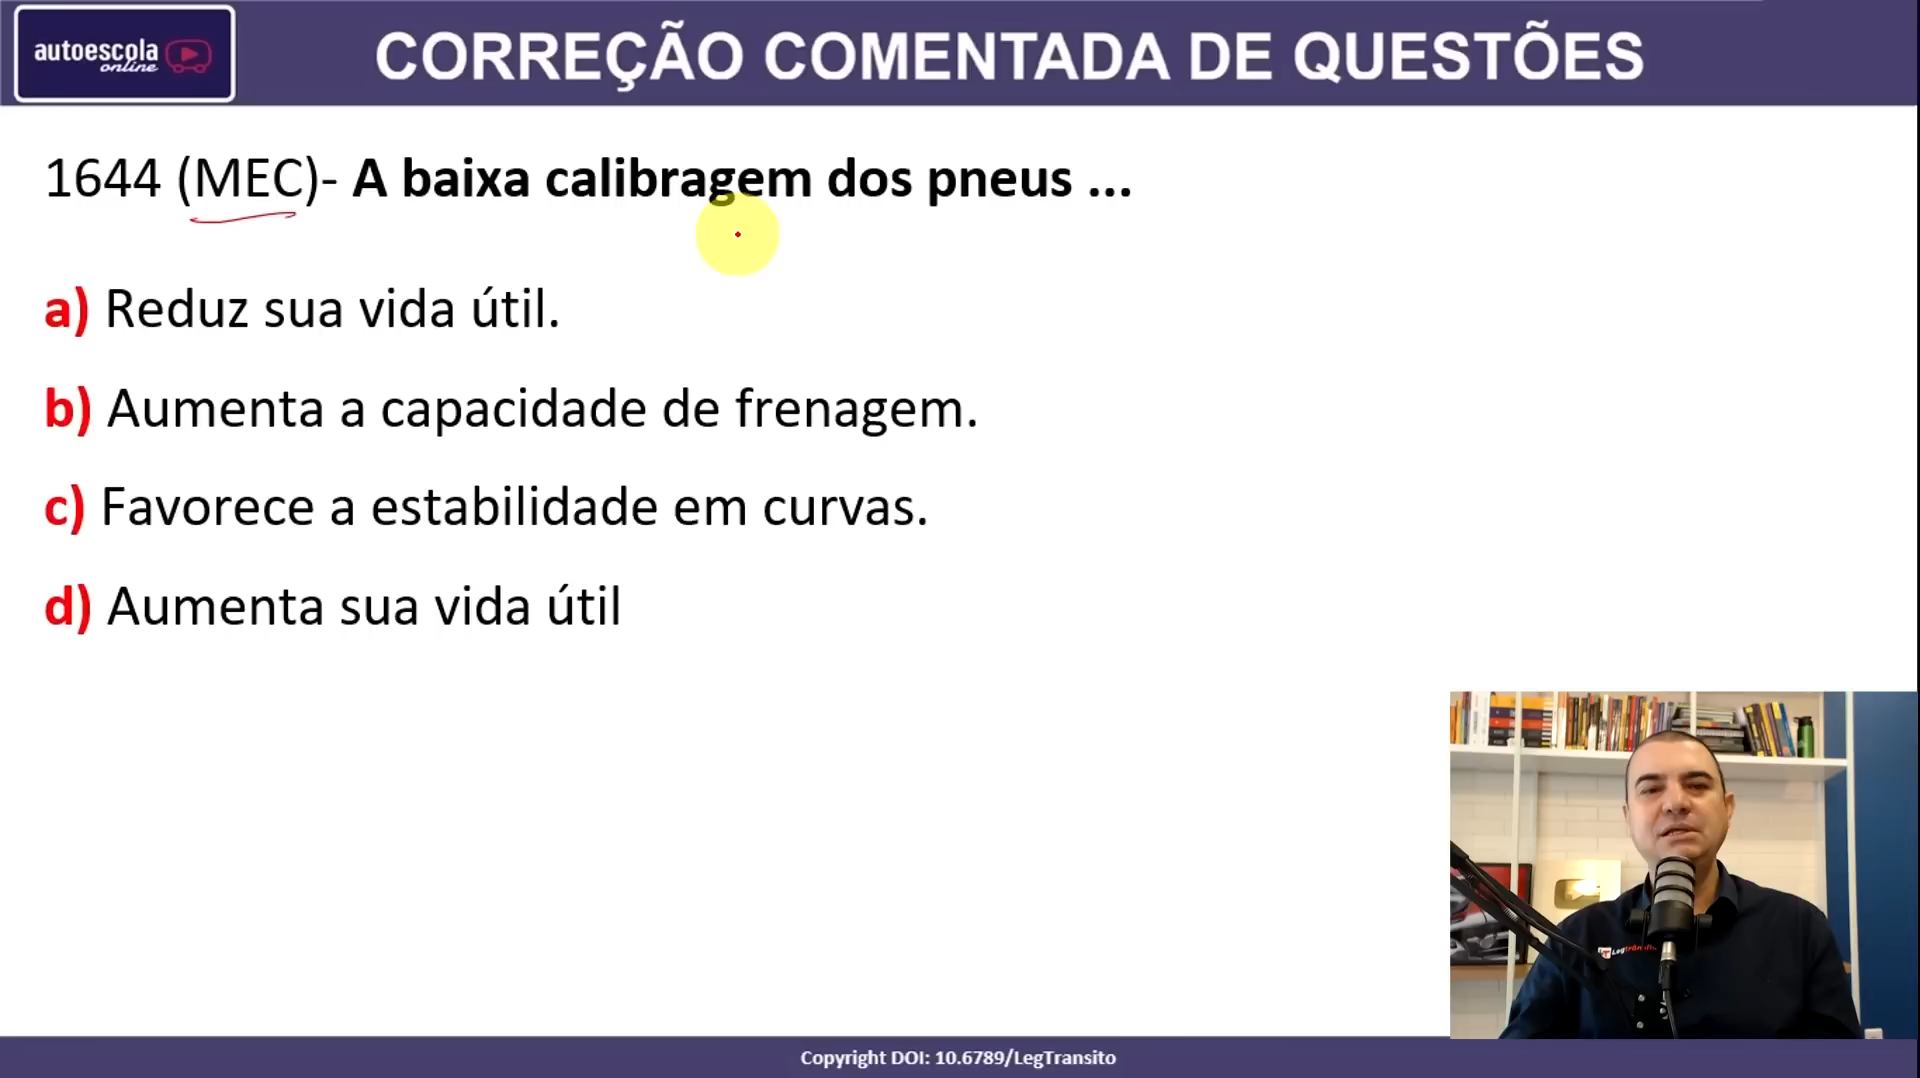 autoescola
online
CORREÇÃO COMENTADA DE QUESTÕES
1644 (MEC)- A baixa calibragem dos pneus ...
a) Reduz sua vida útil.
b) Aumenta a capacidade de frenagem.
c) Favorece a estabilidade em curvas.
d) Aumenta sua vida útil
LegTrânsito
Copyright DOI: 10.6789/LegTransito